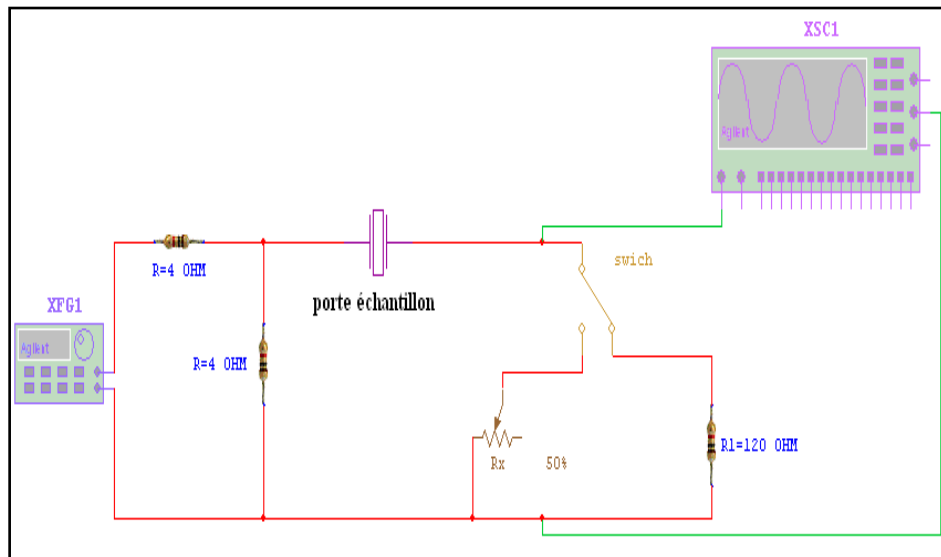 XSC1
Agilent
R=4 OHM
swich
porte échantillon
XFG1
Agilent
R=4 OHM
Rx 50%
R1=120 OHM